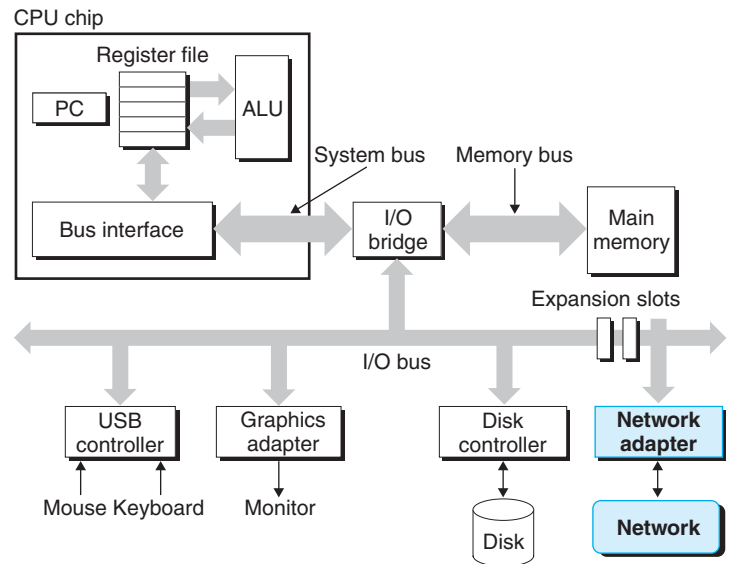 CPU chip
Register file
PC
ALU
System bus
Memory bus
Bus interface
I/O
bridge
Main
memory
Expansion slots
I/O bus
USB
controller
Graphics
adapter
Disk
controller
Network
adapter
Mouse Keyboard
Monitor
Disk
Network